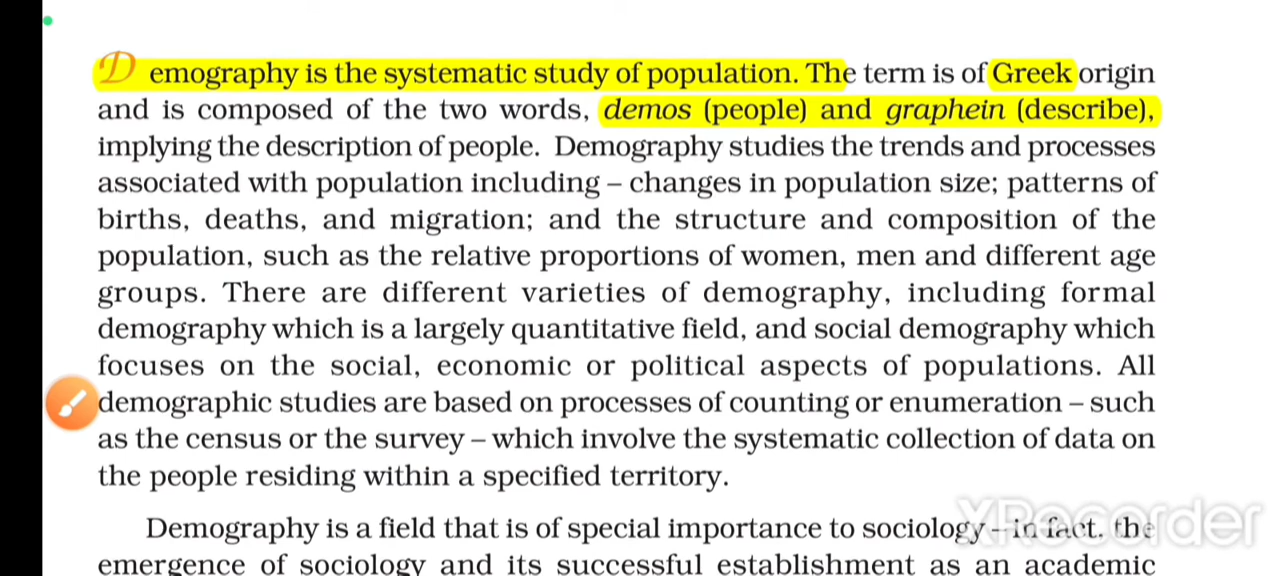 Demography is the systematic study of population. The term is of Greek origin
and is composed of the two words, demos (people) and graphein (describe),
implying the description of people. Demography studies the trends and processes
associated with population including – changes in population size; patterns of
births, deaths, and migration; and the structure and composition of the
population, such as the relative proportions of women, men and different age
groups. There are different varieties of demography, including formal
demography which is a largely quantitative field, and social demography which
focuses on the social, economic or political aspects of populations. All
demographic studies are based on processes of counting or enumeration – such
as the census or the survey – which involve the systematic collection of data on
the people residing within a specified territory.
Demography is a field that is of special importance to sociology – in fact, the
emergence of sociology and its successful establishment as an academic
XRecorder